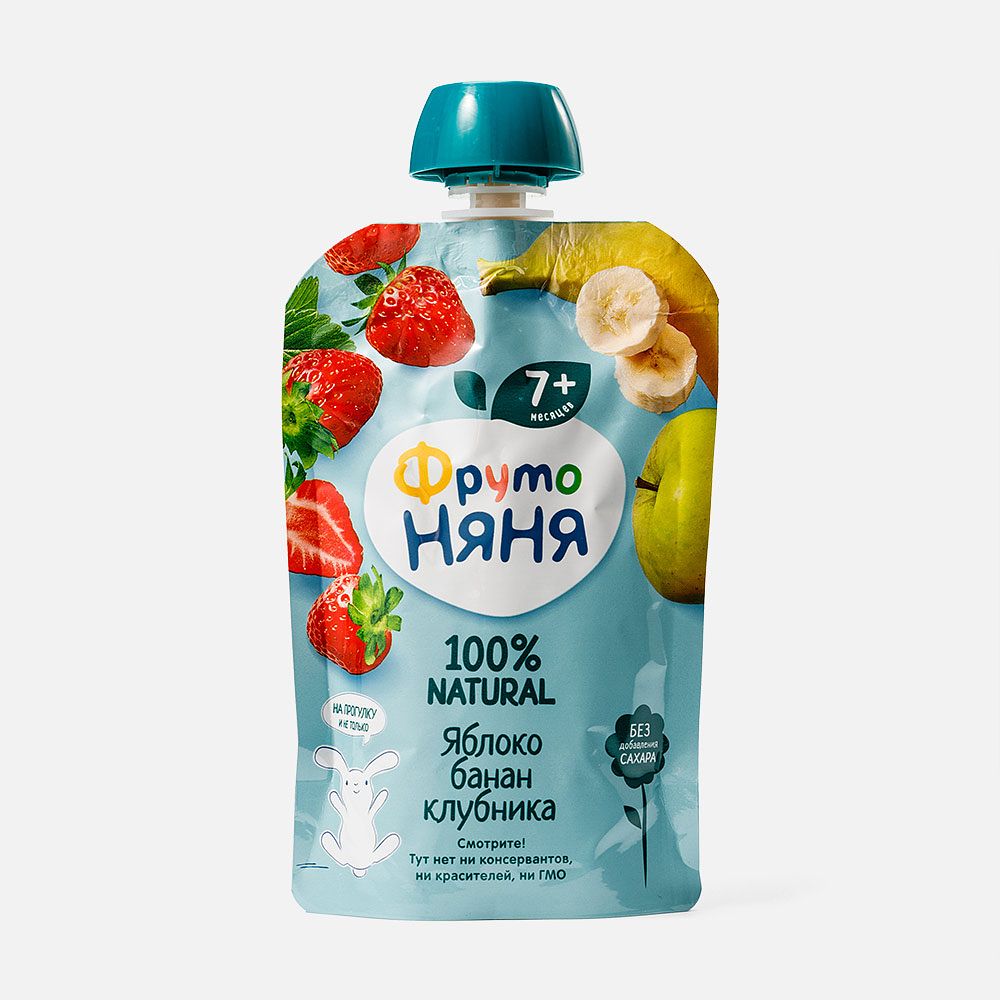 7+
месяцев
Фруто
НЯНЯ
100%
NATURAL
НА ПРОГУЛКУ
И НЕ ТОЛЬКО
Яблоко
банан
клубника
БЕЗ
добавления
САХАРА
Смотрите!
Тут нет ни консервантов,
ни красителей, ни ГМО